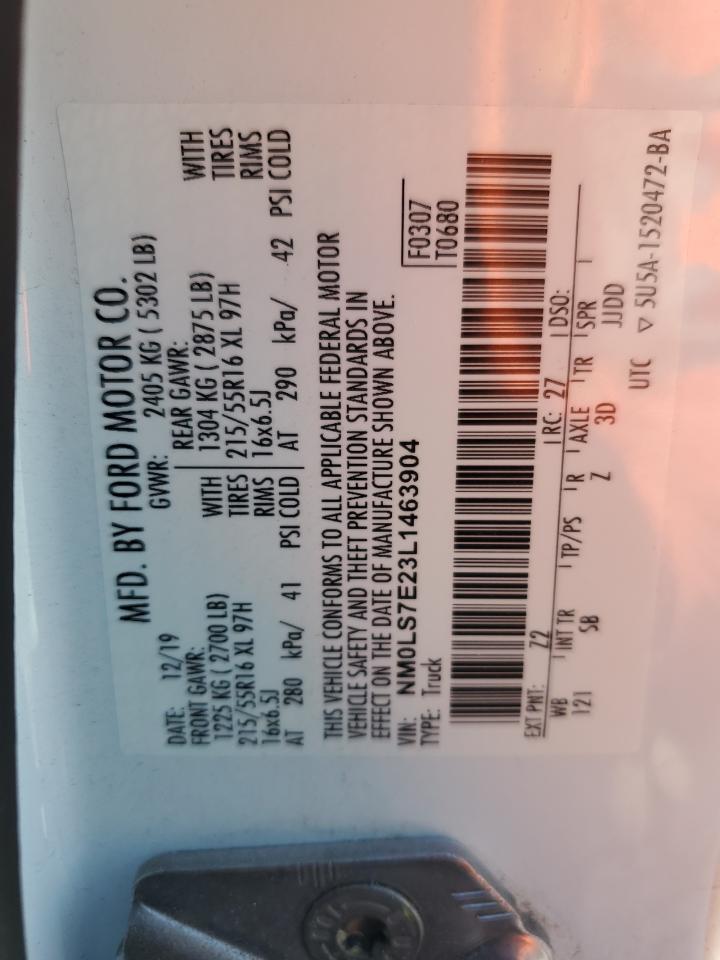 MFD. BY FORD MOTOR CO.
DATE: 12/19 GVWR: 2405 KG ( 5302 LB)
FRONT GAWR: REAR GAWR:
1225 KG ( 2700 LB) WITH 1304 KG ( 2875 LB) WITH
215/55R16 XL 97H TIRES 215/55R16 XL 97H TIRES
16x6.5J RIMS 16x6.5J RIMS
AT 280 kPa/ 41 PSI COLD AT 290 kPa/ 42 PSI COLD
THIS VEHICLE CONFORMS TO ALL APPLICABLE FEDERAL MOTOR
VEHICLE SAFETY AND THEFT PREVENTION STANDARDS IN
EFFECT ON THE DATE OF MANUFACTURE SHOWN ABOVE.
VIN: NM0LS7E23L1463904 F0307
TYPE: Truck T0680
EXT PNT: Z2 RC: 27 DSO:
WB INT TR TP/PS R AXLE TR SPR
121 SB Z 3D JJDD
UTC ▽ 5U5A-1520472-BA